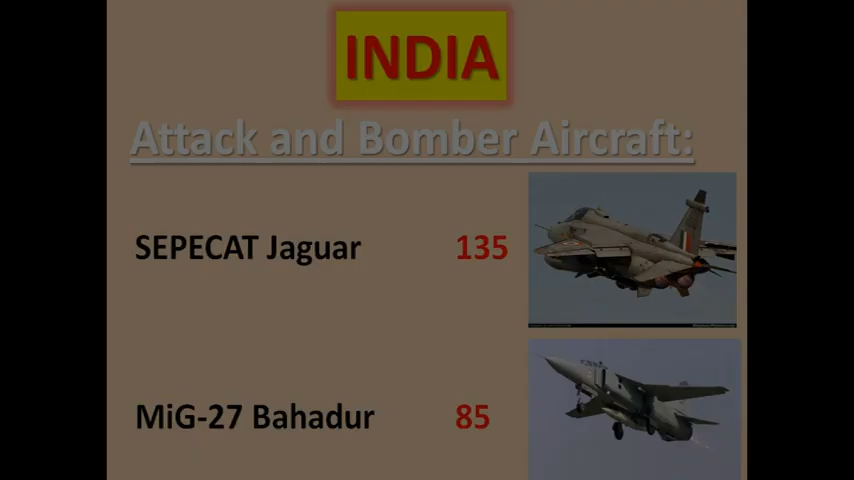 INDIA
Attack and Bomber Aircraft:
SEPECAT Jaguar 135
MiG-27 Bahadur 85